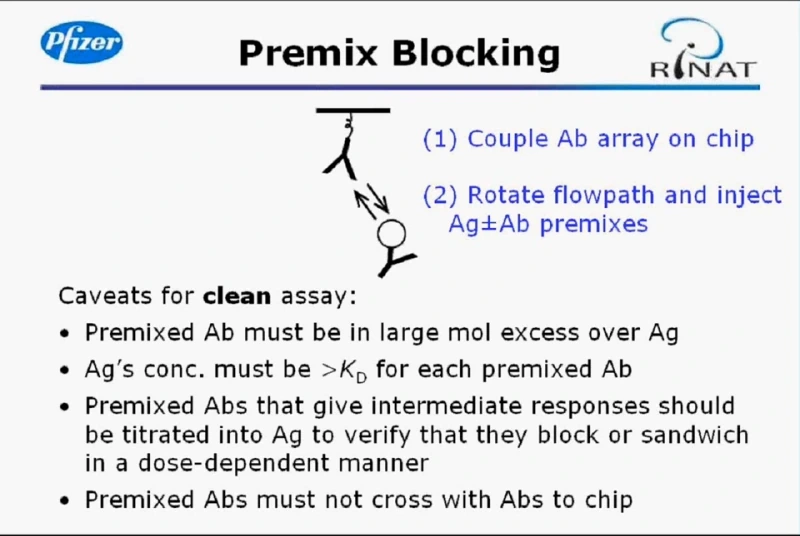 Pfizer
Premix Blocking
RiNAT
(1) Couple Ab array on chip
(2) Rotate flowpath and inject
Ag±Ab premixes
Caveats for clean assay:
• Premixed Ab must be in large mol excess over Ag
• Ag's conc. must be >KD for each premixed Ab
• Premixed Abs that give intermediate responses should
be titrated into Ag to verify that they block or sandwich
in a dose-dependent manner
• Premixed Abs must not cross with Abs to chip